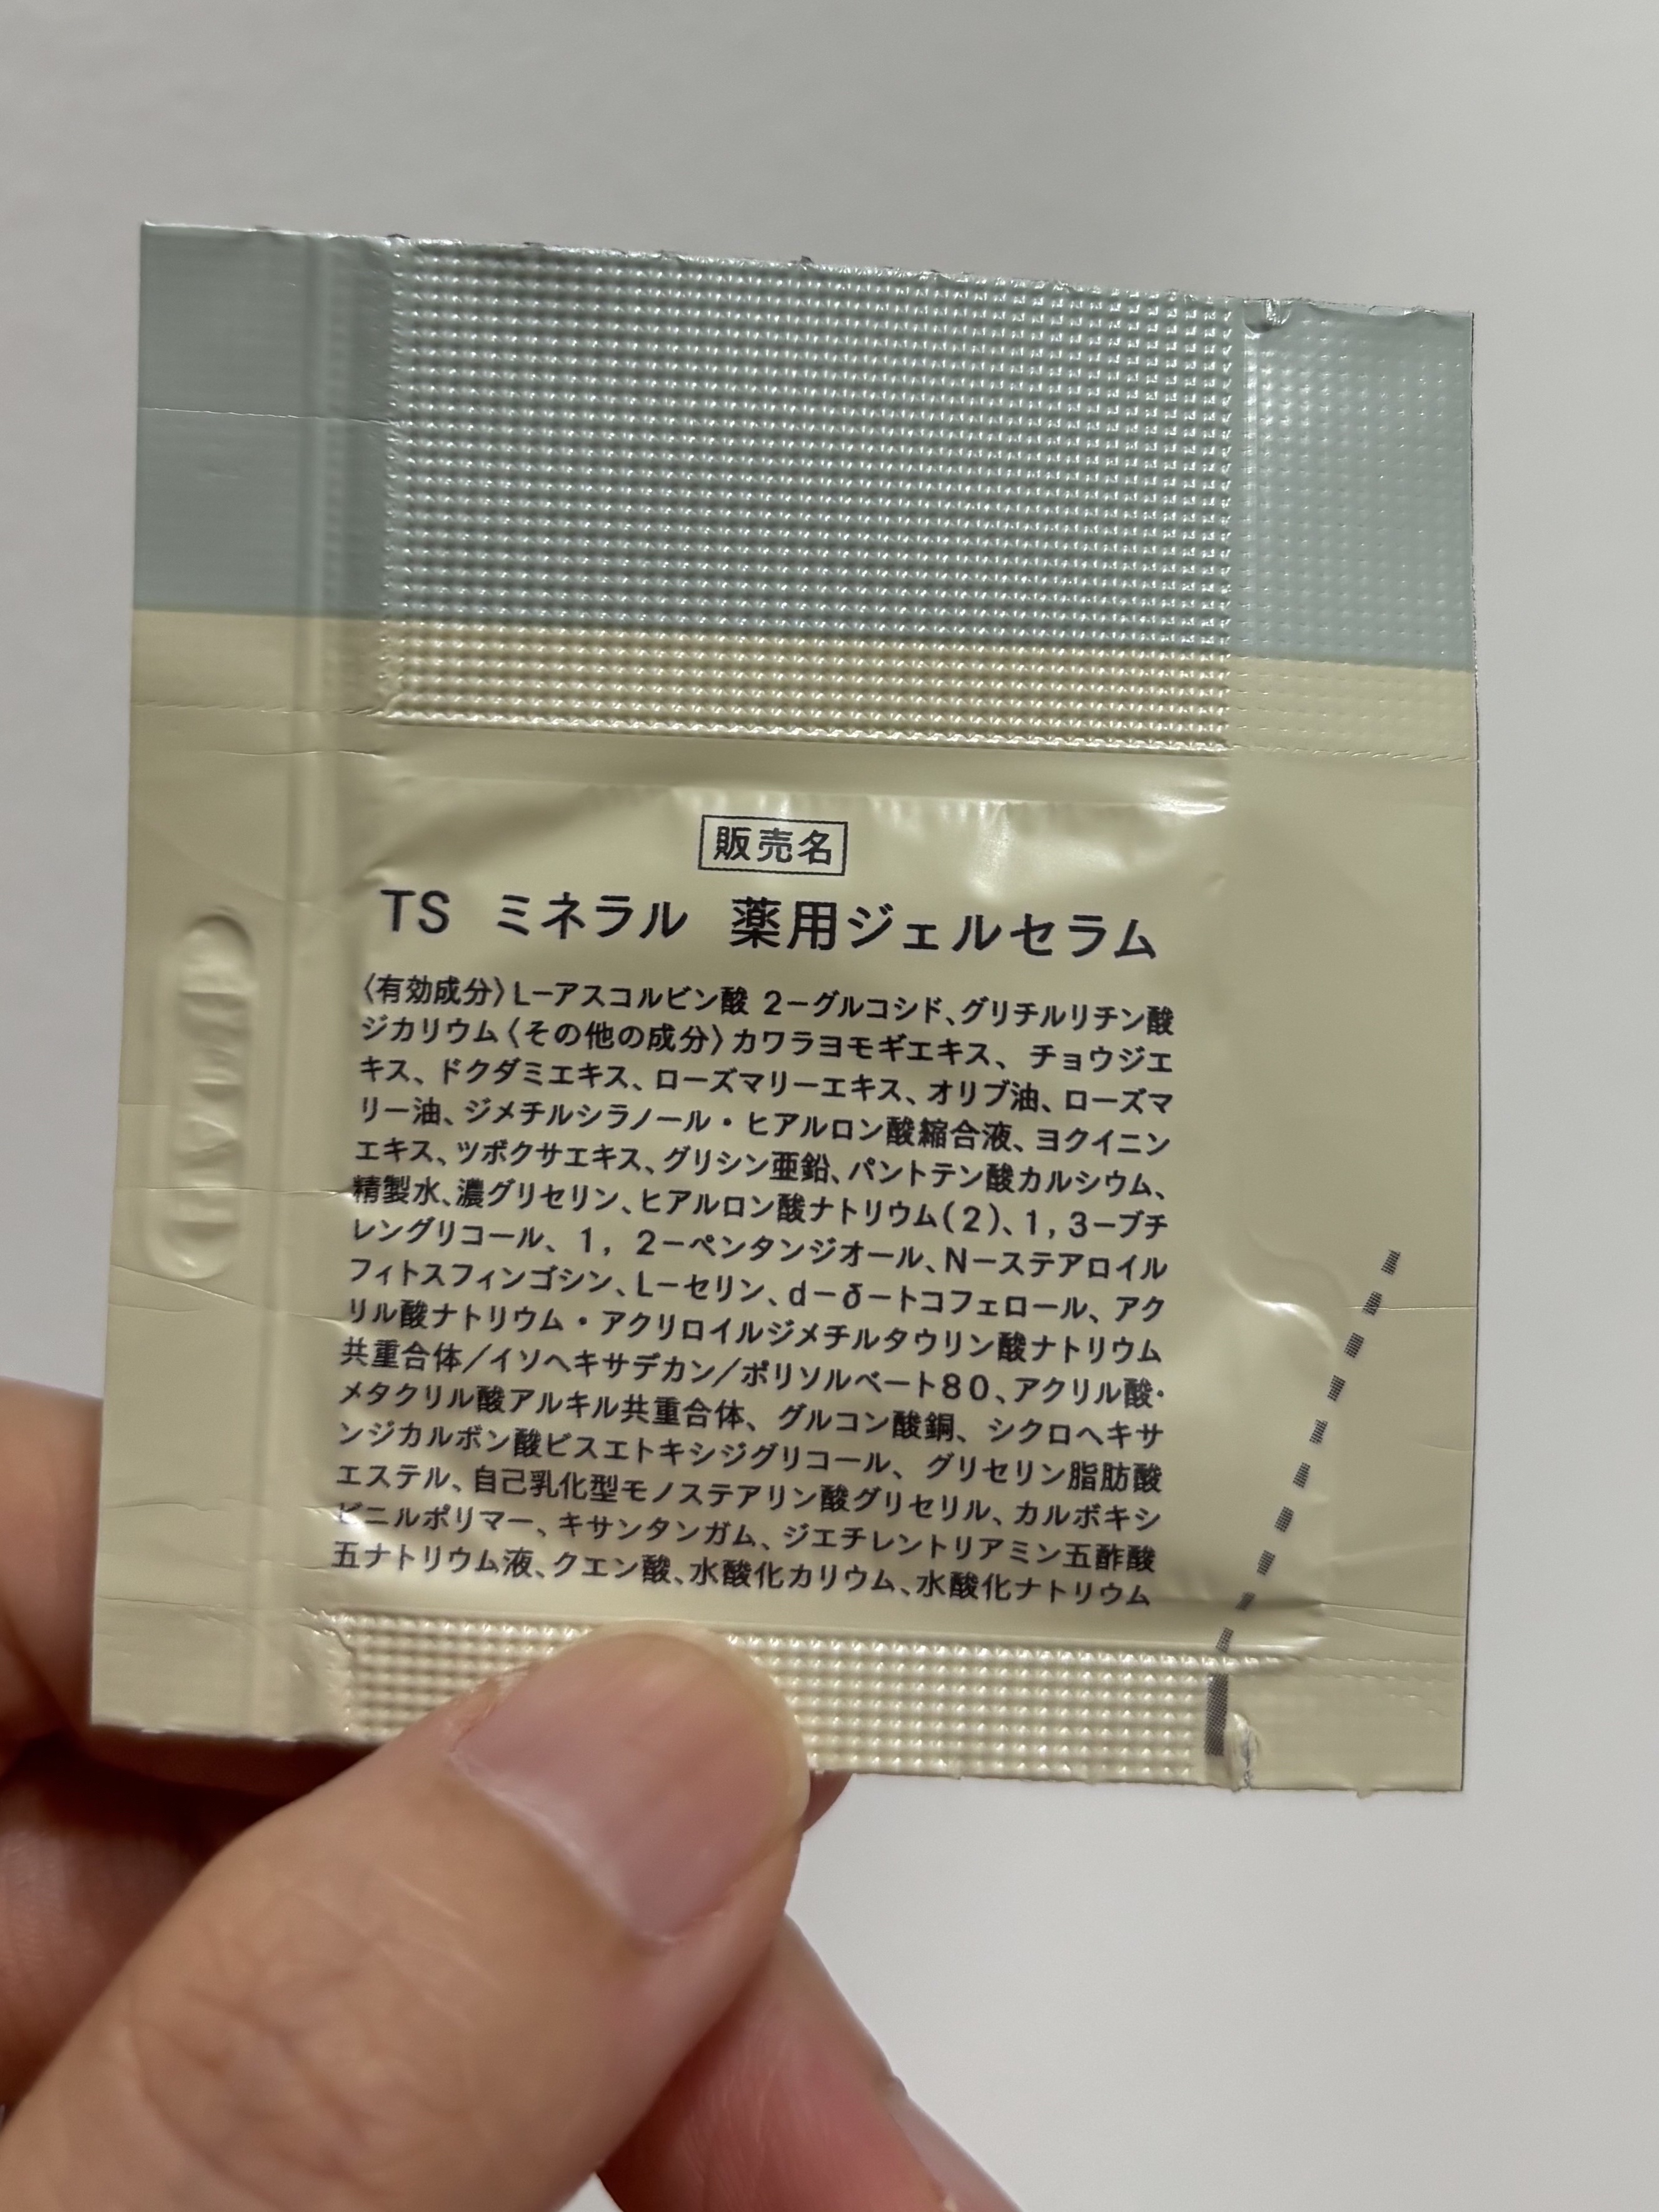 販売名
TS ミネラル 薬用ジェルセラム
〈有効成分〉L－アスコルビン酸 2－グルコシド、グリチルリチン酸
ジカリウム〈その他の成分〉カワラヨモギエキス、チョウジエ
キス、ドクダミエキス、ローズマリーエキス、オリブ油、ローズマ
リー油、ジメチルシラノール・ヒアルロン酸縮合液、ヨクイニン
エキス、ツボクサエキス、グリシン亜鉛、パントテン酸カルシウム、
精製水、濃グリセリン、ヒアルロン酸ナトリウム(2)、1，3－ブチ
レングリコール、1，2－ペンタンジオール、N－ステアロイル
フィトスフィンゴシン、L－セリン、d－δ－トコフェロール、アク
リル酸ナトリウム・アクリロイルジメチルタウリン酸ナトリウム
共重合体／イソヘキサデカン／ポリソルベート80、アクリル酸・
メタクリル酸アルキル共重合体、グルコン酸銅、シクロヘキサ
ンジカルボン酸ビスエトキシジグリコール、グリセリン脂肪酸
エステル、自己乳化型モノステアリン酸グリセリル、カルボキシ
ビニルポリマー、キサンタンガム、ジエチレントリアミン五酢酸
五ナトリウム液、クエン酸、水酸化カリウム、水酸化ナトリウム